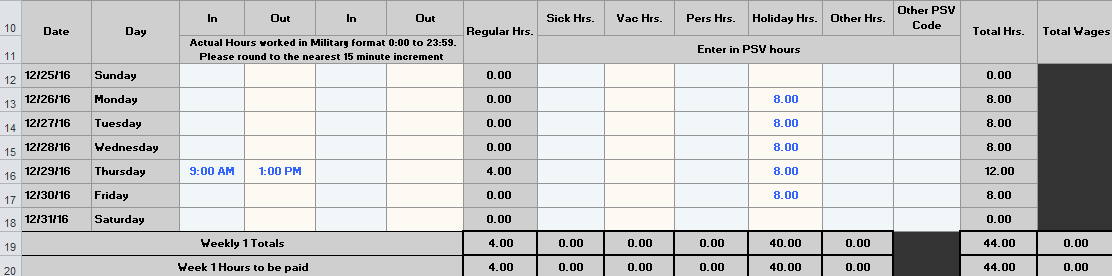 10 Date Day In Out In Out Regular Hrs. Sick Hrs. Vac Hrs. Pers Hrs. Holiday Hrs. Other Hrs. Other PSV Code Total Hrs. Total Wages
11 Actual Hours worked in Military format 0:00 to 23:59.
Please round to the nearest 15 minute increment Enter in PSV hours
12 12/25/16 Sunday 0.00 0.00
13 12/26/16 Monday 0.00 8.00 8.00
14 12/27/16 Tuesday 0.00 8.00 8.00
15 12/28/16 Wednesday 0.00 8.00 8.00
16 12/29/16 Thursday 9:00 AM 1:00 PM 4.00 8.00 12.00
17 12/30/16 Friday 0.00 8.00 8.00
18 12/31/16 Saturday 0.00 0.00
19 Weekly 1 Totals 4.00 0.00 0.00 0.00 40.00 0.00 44.00 0.00
20 Week 1 Hours to be paid 4.00 0.00 0.00 0.00 40.00 0.00 44.00 0.00